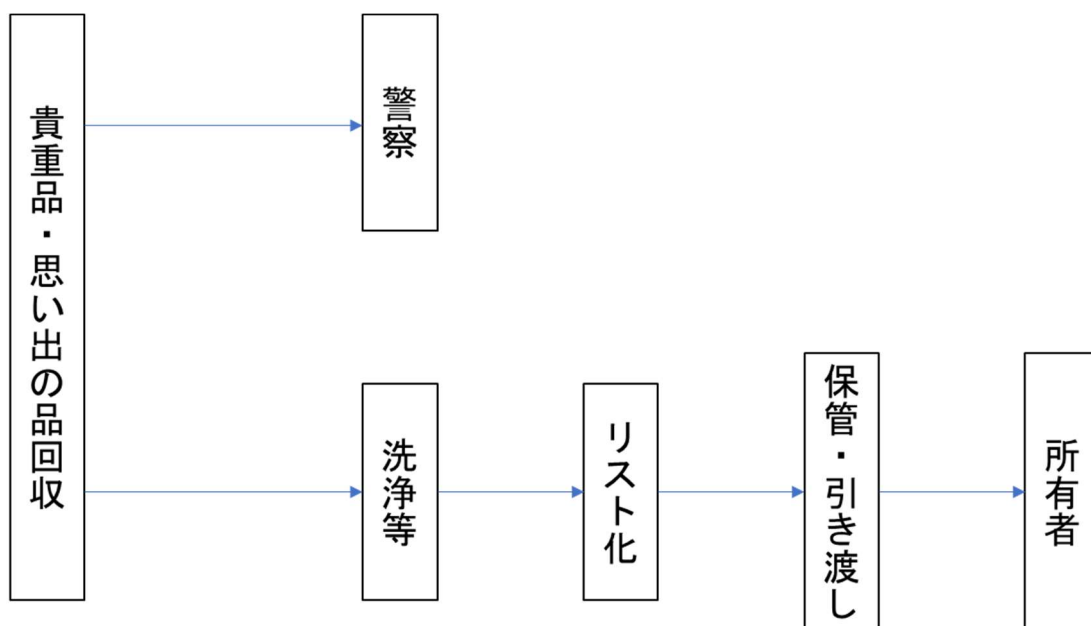 貴重品・思い出の品回収
警察
洗浄等
リスト化
保管・引き渡し
所有者